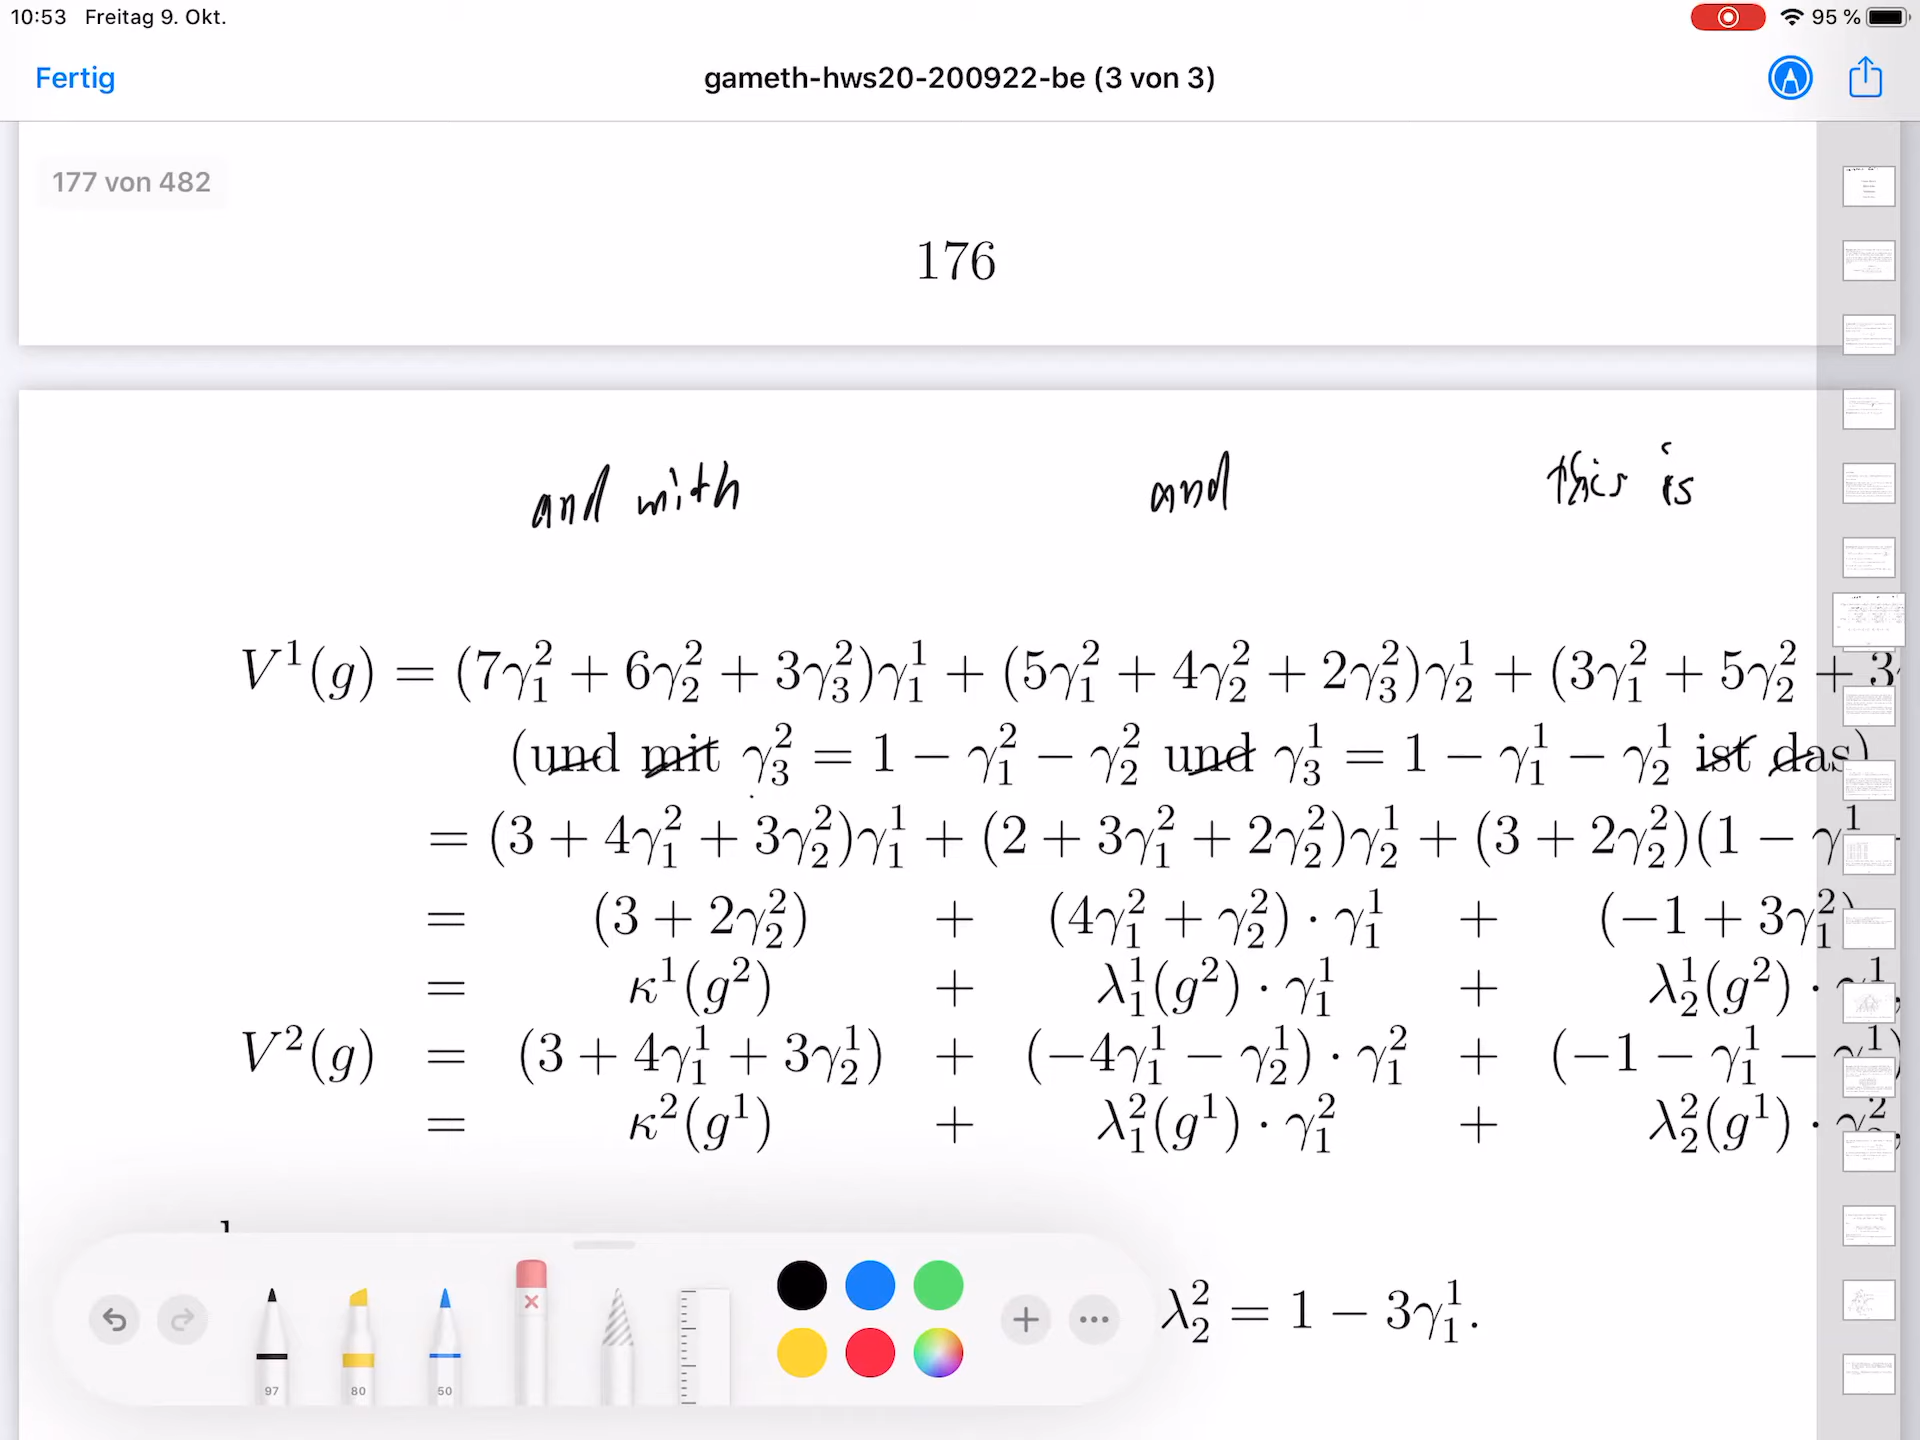 10:53 Freitag 9. Okt. 95 %
Fertig gameth-hws20-200922-be (3 von 3)
177 von 482
176
and with and this is
V¹(g) = (7γ₁² + 6γ₂² + 3γ₃²)γ₁¹ + (5γ₁² + 4γ₂² + 2γ₃²)γ₂¹ + (3γ₁² + 5γ₂² + 3
(und mit γ₃² = 1 − γ₁² − γ₂² und γ₃¹ = 1 − γ₁¹ − γ₂¹ ist das)
= (3 + 4γ₁² + 3γ₂²)γ₁¹ + (2 + 3γ₁² + 2γ₂²)γ₂¹ + (3 + 2γ₂²)(1 − γ¹
= (3 + 2γ₂²) + (4γ₁² + γ₂²) · γ₁¹ + (−1 + 3γ₁²)
= κ¹(g²) + λ₁¹(g²) · γ₁¹ + λ₂¹(g²) ·
V²(g) = (3 + 4γ₁¹ + 3γ₂¹) + (−4γ₁¹ − γ₂¹) · γ₁² + (−1 − γ₁¹ −
= κ²(g¹) + λ₁²(g¹) · γ₁² + λ₂²(g¹) ·
λ₂² = 1 − 3γ₁¹.
97 80 50